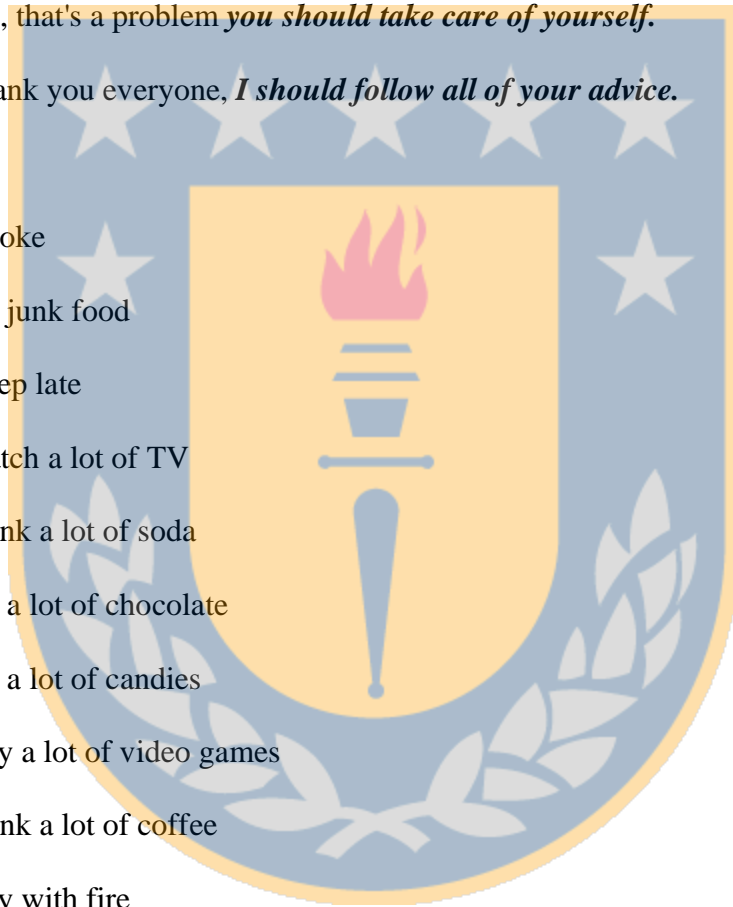 , that's a problem you should take care of yourself.
ank you everyone, I should follow all of your advice.
oke
junk food
ep late
tch a lot of TV
nk a lot of soda
a lot of chocolate
a lot of candies
y a lot of video games
nk a lot of coffee
y with fire